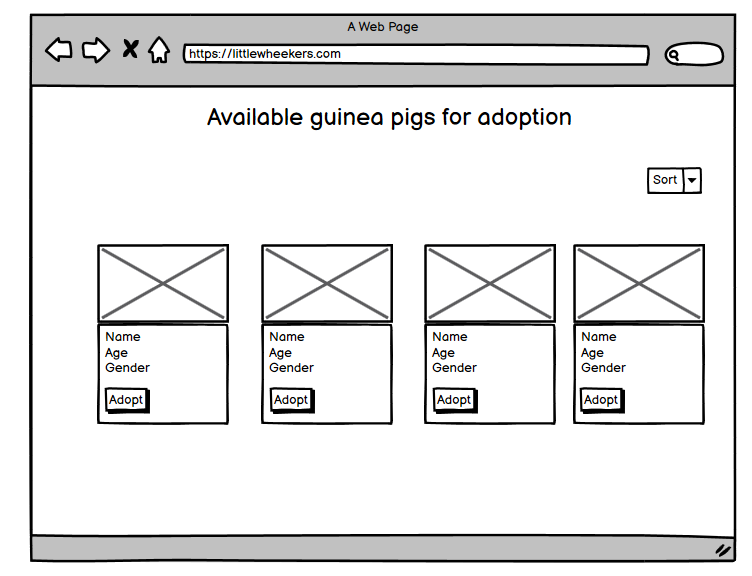 A Web Page
https://littlewheekers.com
Available guinea pigs for adoption
Sort
Name
Age
Gender
Adopt
Name
Age
Gender
Adopt
Name
Age
Gender
Adopt
Name
Age
Gender
Adopt